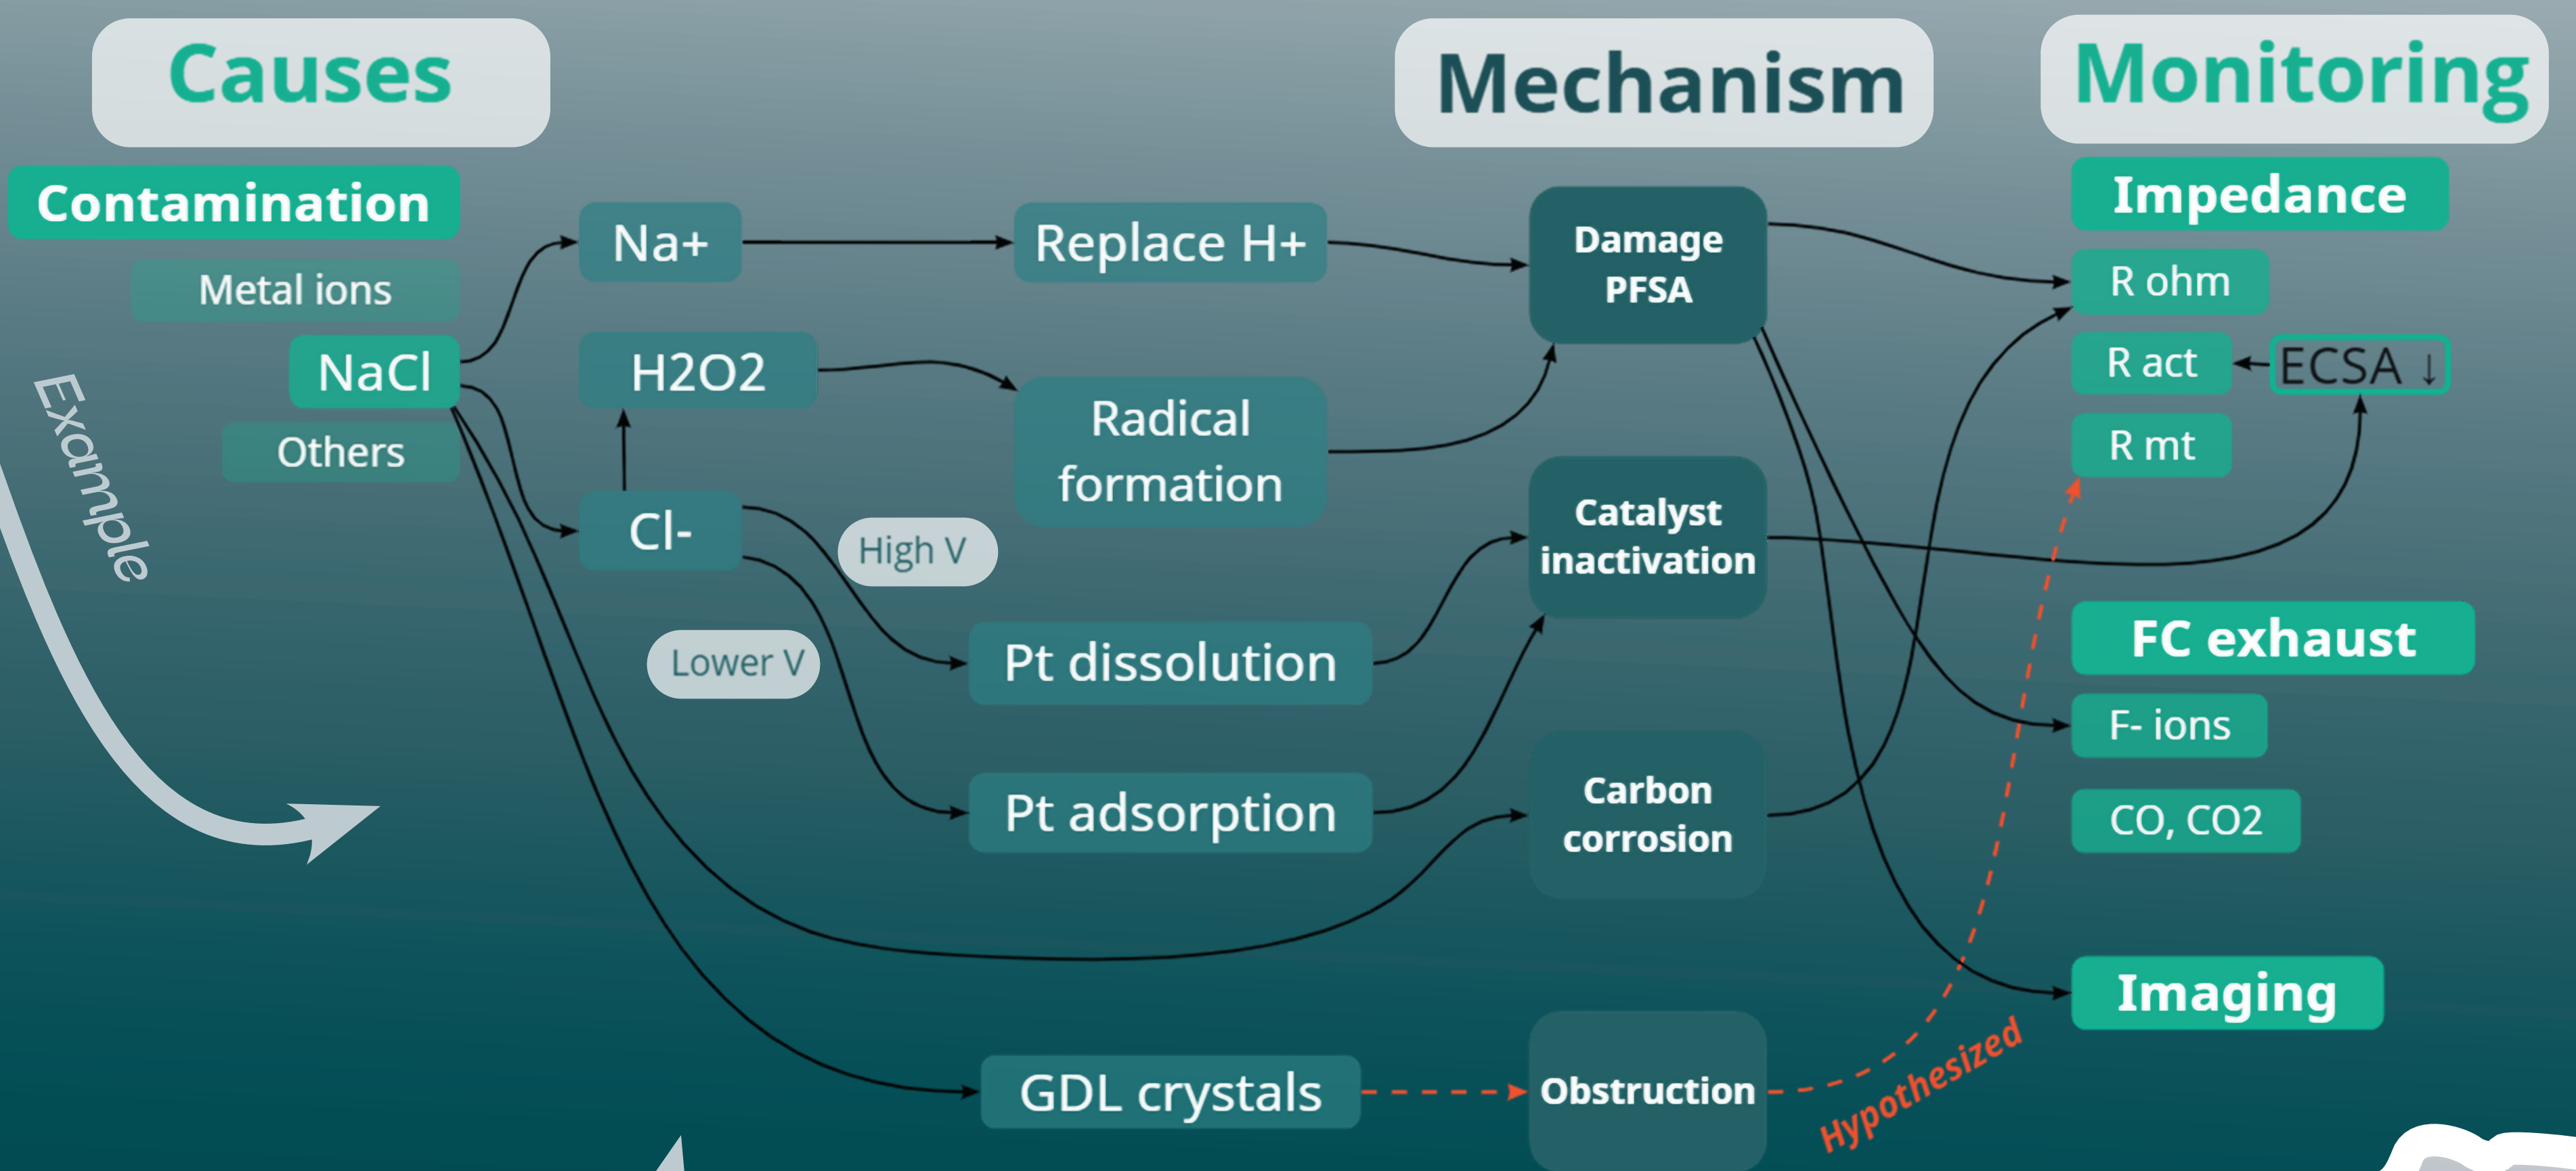 Causes
Mechanism
Monitoring
Contamination
Metal ions
NaCl
Others
Example
Na+
H2O2
Cl-
High V
Lower V
Replace H+
Radical
formation
Pt dissolution
Pt adsorption
GDL crystals
Damage
PFSA
Catalyst
inactivation
Carbon
corrosion
Obstruction
Hypothesized
Impedance
R ohm
R act
ECSA ↓
R mt
FC exhaust
F- ions
CO, CO2
Imaging